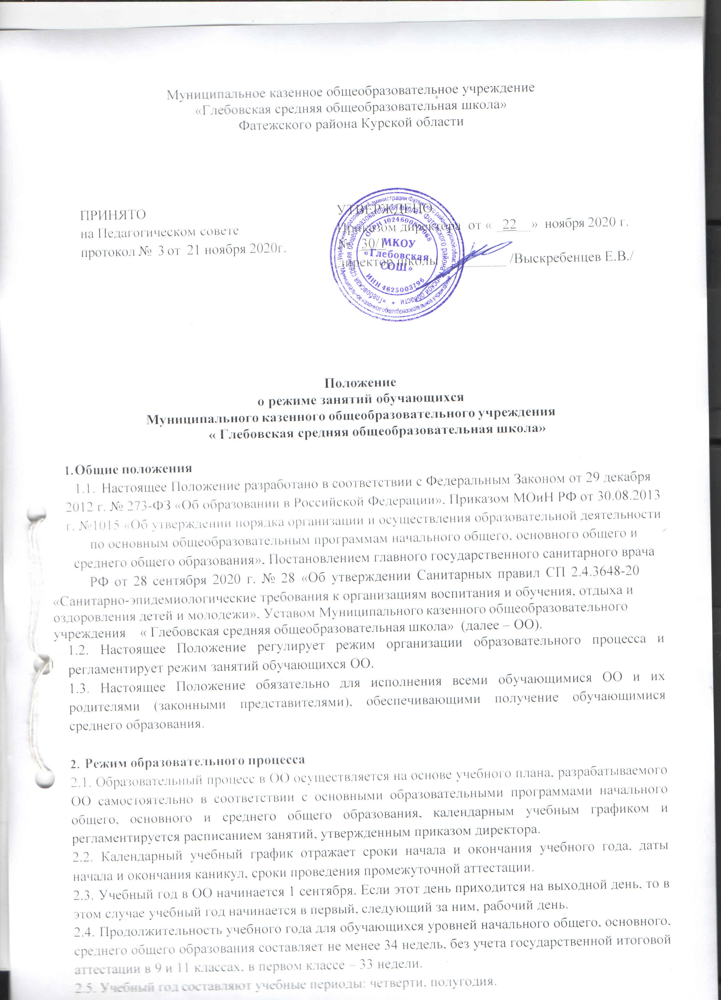 Муниципальное казенное общеобразовательное учреждение
«Глебовская средняя общеобразовательная школа»
Фатежского района Курской области
ПРИНЯТО
на Педагогическом совете
протокол № 3 от 21 ноября 2020г.
УТВЕРЖДЕНО
Приказом директора от « 22 » ноября 2020 г.
№ 30/1
директор школы /Выскребенцев Е.В./
ОГРН
МКОУ
«Глебовская
СОШ»
ИНН 4625003796
Положение
о режиме занятий обучающихся
Муниципального казенного общеобразовательного учреждения
« Глебовская средняя общеобразовательная школа»
1.Общие положения
1.1. Настоящее Положение разработано в соответствии с Федеральным Законом от 29 декабря
2012 г. № 273-ФЗ «Об образовании в Российской Федерации», Приказом МОиН РФ от 30.08.2013
г. №1015 «Об утверждении порядка организации и осуществления образовательной деятельности
по основным общеобразовательным программам начального общего, основного общего и
среднего общего образования», Постановлением главного государственного санитарного врача
РФ от 28 сентября 2020 г. № 28 «Об утверждении Санитарных правил СП 2.4.3648-20
«Санитарно-эпидемиологические требования к организациям воспитания и обучения, отдыха и
оздоровления детей и молодежи», Уставом Муниципального казенного общеобразовательного
учреждения « Глебовская средняя общеобразовательная школа» (далее – ОО).
1.2. Настоящее Положение регулирует режим организации образовательного процесса и
регламентирует режим занятий обучающихся ОО.
1.3. Настоящее Положение обязательно для исполнения всеми обучающимися ОО и их
родителями (законными представителями), обеспечивающими получение обучающимися
среднего образования.
2. Режим образовательного процесса
2.1. Образовательный процесс в ОО осуществляется на основе учебного плана, разрабатываемого
ОО самостоятельно в соответствии с основными образовательными программами начального
общего, основного и среднего общего образования, календарным учебным графиком и
регламентируется расписанием занятий, утвержденным приказом директора.
2.2. Календарный учебный график отражает сроки начала и окончания учебного года, даты
начала и окончания каникул, сроки проведения промежуточной аттестации.
2.3. Учебный год в ОО начинается 1 сентября. Если этот день приходится на выходной день, то в
этом случае учебный год начинается в первый, следующий за ним, рабочий день.
2.4. Продолжительность учебного года для обучающихся уровней начального общего, основного,
среднего общего образования составляет не менее 34 недель, без учета государственной итоговой
аттестации в 9 и 11 классах, в первом классе – 33 недели.
2.5. Учебный год составляют учебные периоды: четверти, полугодия.